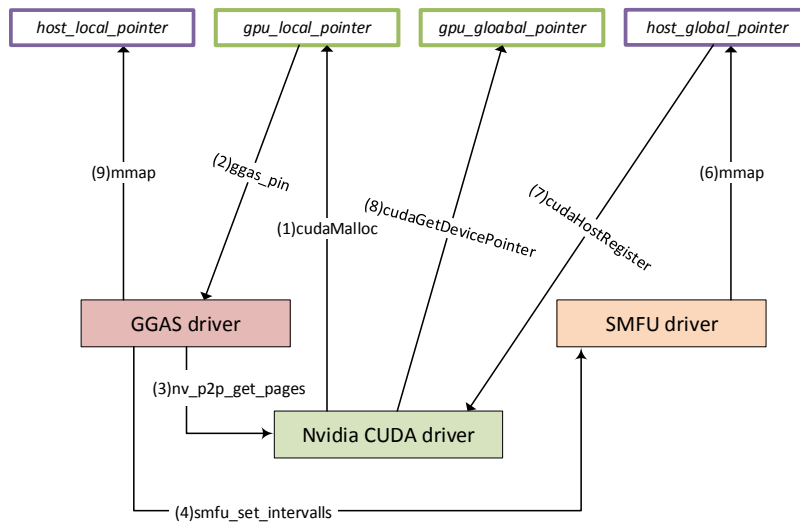 host_local_pointer
gpu_local_pointer
gpu_gloabal_pointer
host_global_pointer
(9)mmap
(2)ggas_pin
(1)cudaMalloc
(8)cudaGetDevicePointer
(7)cudaHostRegister
(6)mmap
GGAS driver
SMFU driver
(3)nv_p2p_get_pages
Nvidia CUDA driver
(4)smfu_set_intervalls